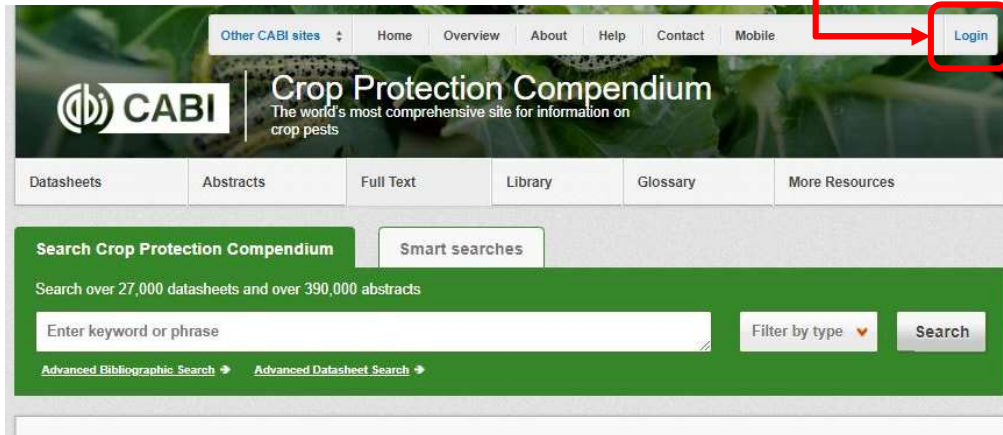 Other CABI sites Home Overview About Help Contact Mobile Login
CABI
Crop Protection Compendium
The world's most comprehensive site for information on
crop pests
Datasheets Abstracts Full Text Library Glossary More Resources
Search Crop Protection Compendium Smart searches
Search over 27,000 datasheets and over 390,000 abstracts
Enter keyword or phrase Filter by type Search
Advanced Bibliographic Search Advanced Datasheet Search